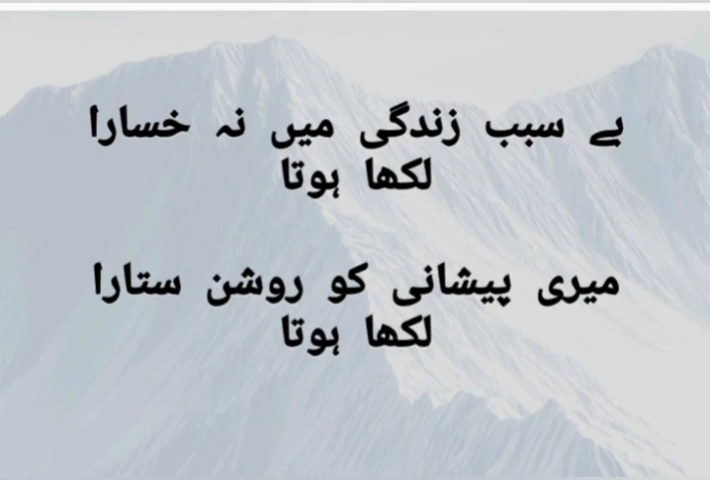 بے سبب زندگی میں نہ خسارا
لکھا ہوتا
میری پیشانی کو روشن ستارا
لکھا ہوتا